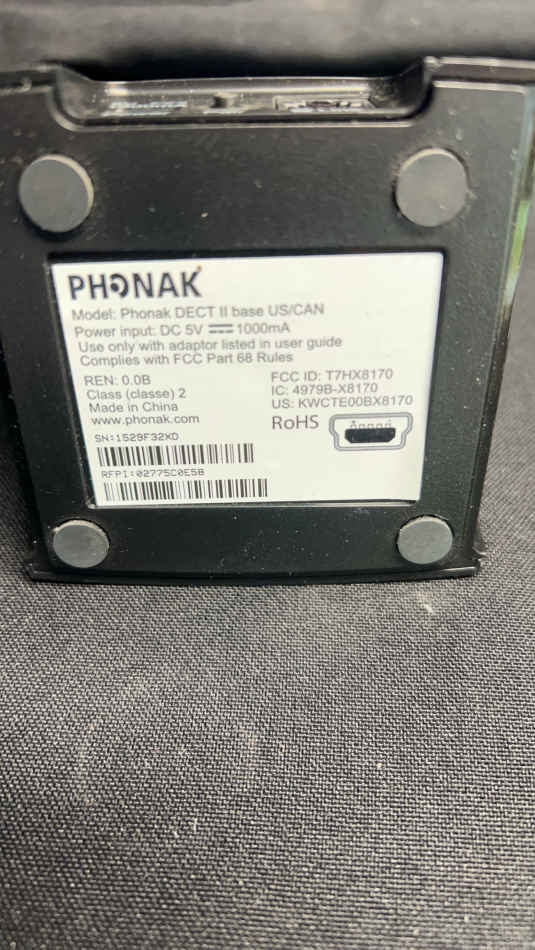 PHONAK
Model: Phonak DECT II base US/CAN
Power input: DC 5V 1000mA
Use only with adaptor listed in user guide
Complies with FCC Part 68 Rules
REN: 0.0B
Class (classe) 2
Made in China
www.phonak.com
FCC ID: T7HX8170
IC: 4979B-X8170
US: KWCTE00BX8170
RoHS
SN:1529F32XD
RFPI:02775C0E5B